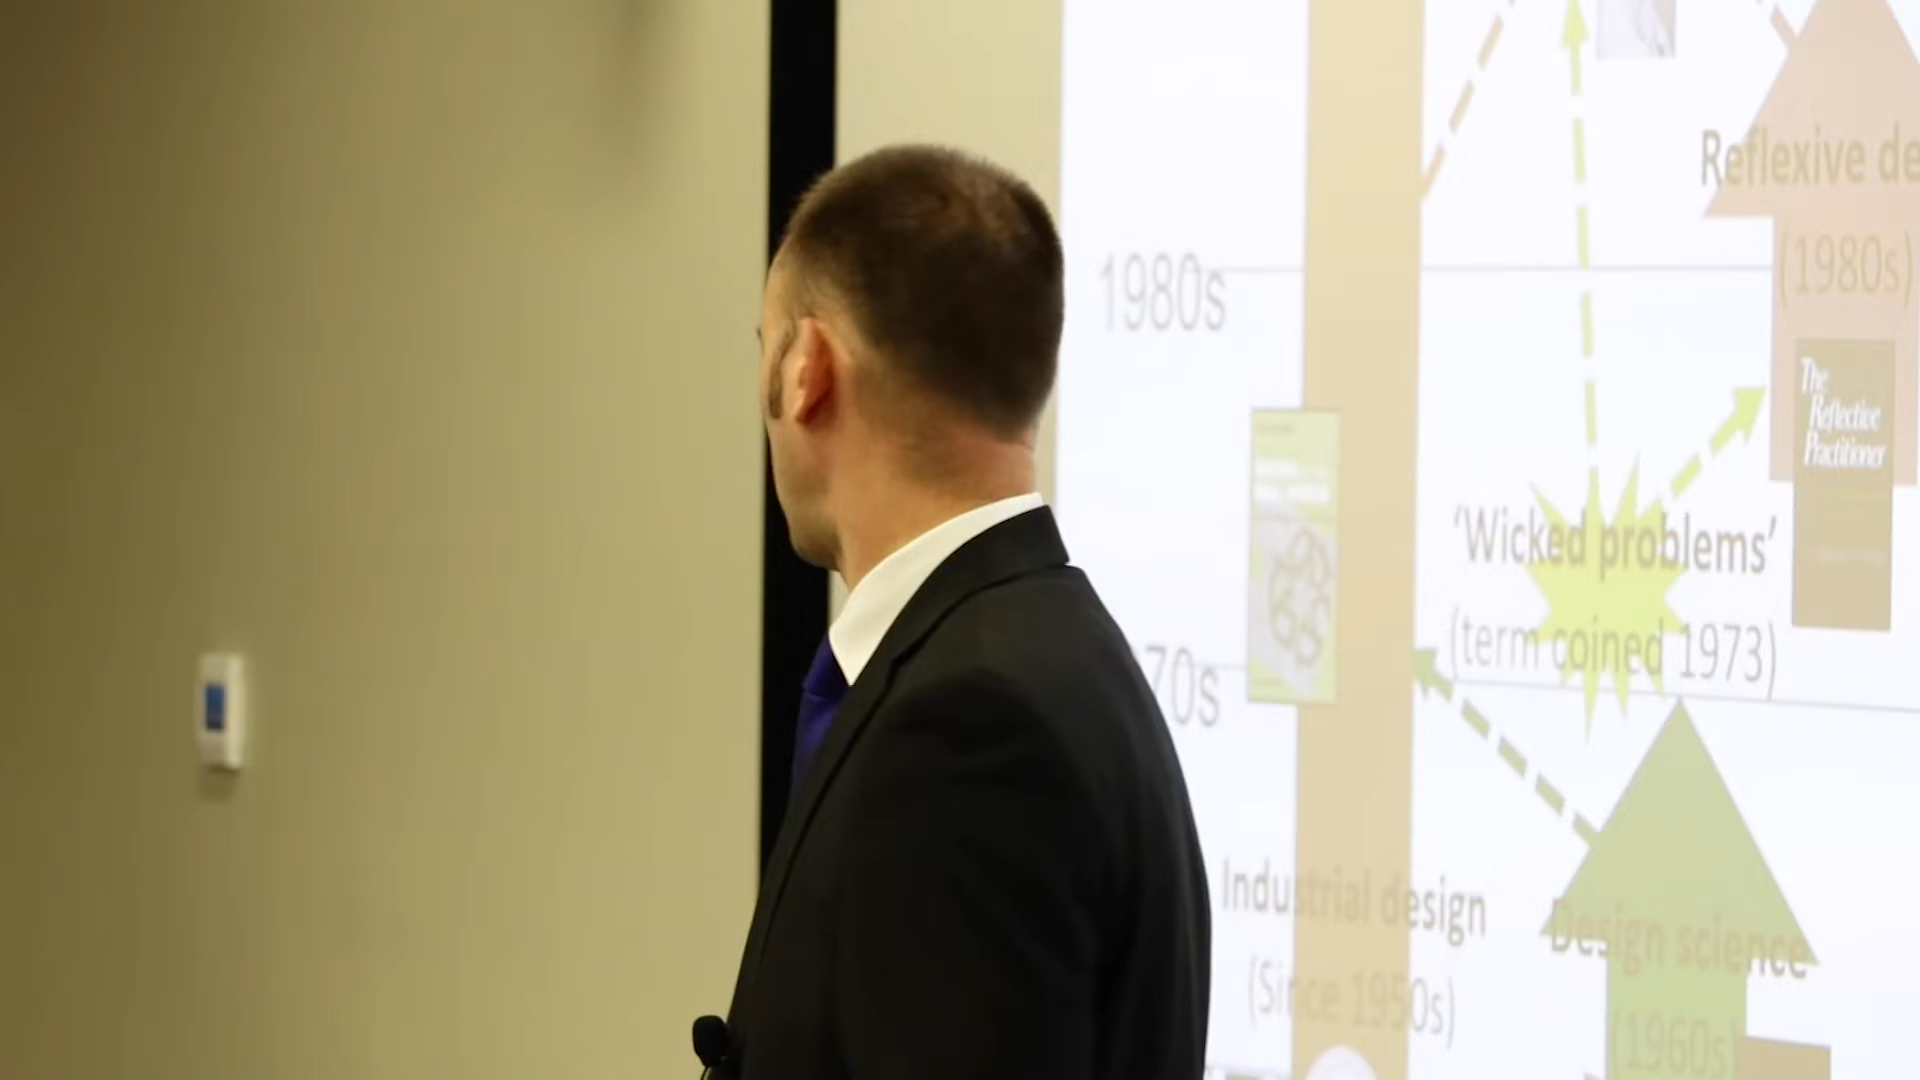 Reflexive de
(1980s)
1980s
The
Reflective
Practitioner
'Wicked problems'
(term coined 1973)
70s
Industrial design
(Since 1950s)
Design science
(1960s)